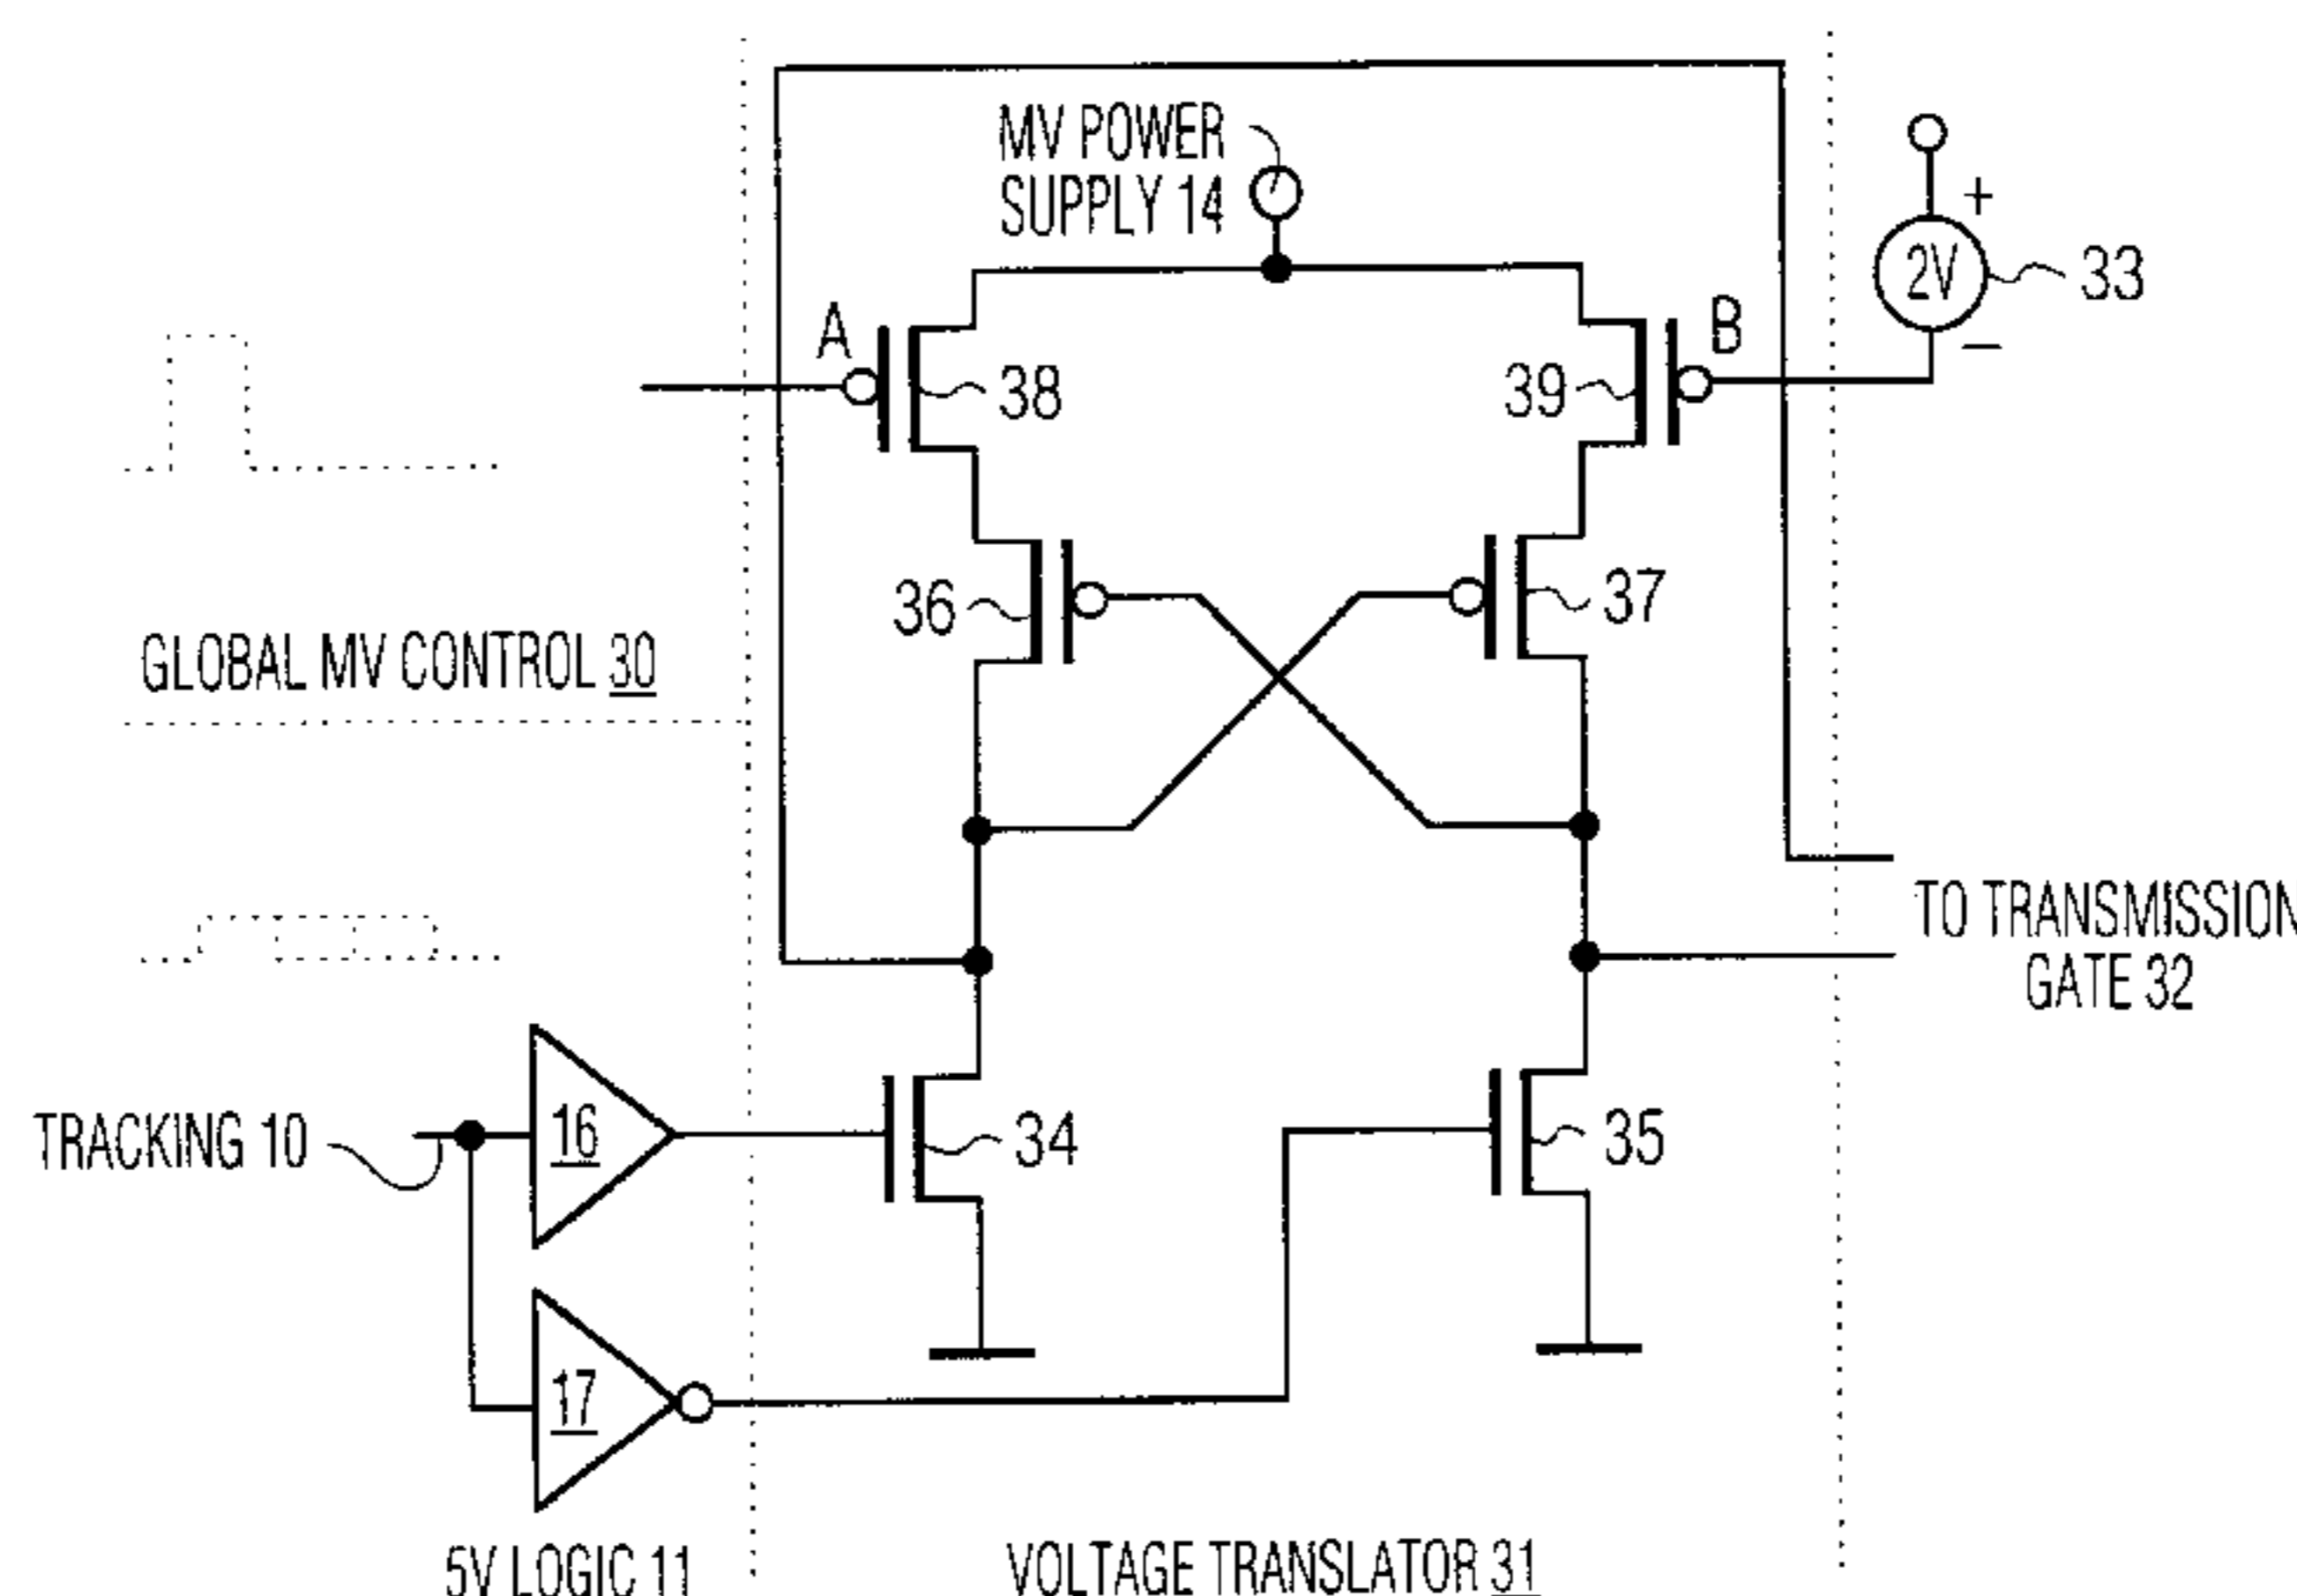 MV POWER
SUPPLY 14
+
2V
33
−
A
B
38
39
36
37
GLOBAL MV CONTROL 30
TO TRANSMISSION
GATE 32
TRACKING 10
16
34
35
17
5V LOGIC 11
VOLTAGE TRANSLATOR 31